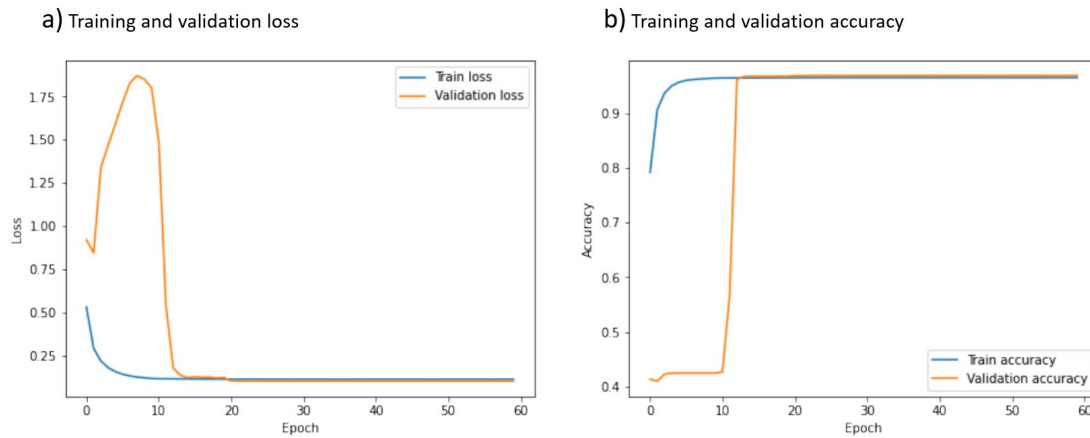 a) Training and validation loss
b) Training and validation accuracy
Train loss
Validation loss
Loss
1.75
1.50
1.25
1.00
0.75
0.50
0.25
0 10 20 30 40 50 60
Epoch
Accuracy
0.9
0.8
0.7
0.6
0.5
0.4
Train accuracy
Validation accuracy
0 10 20 30 40 50 60
Epoch